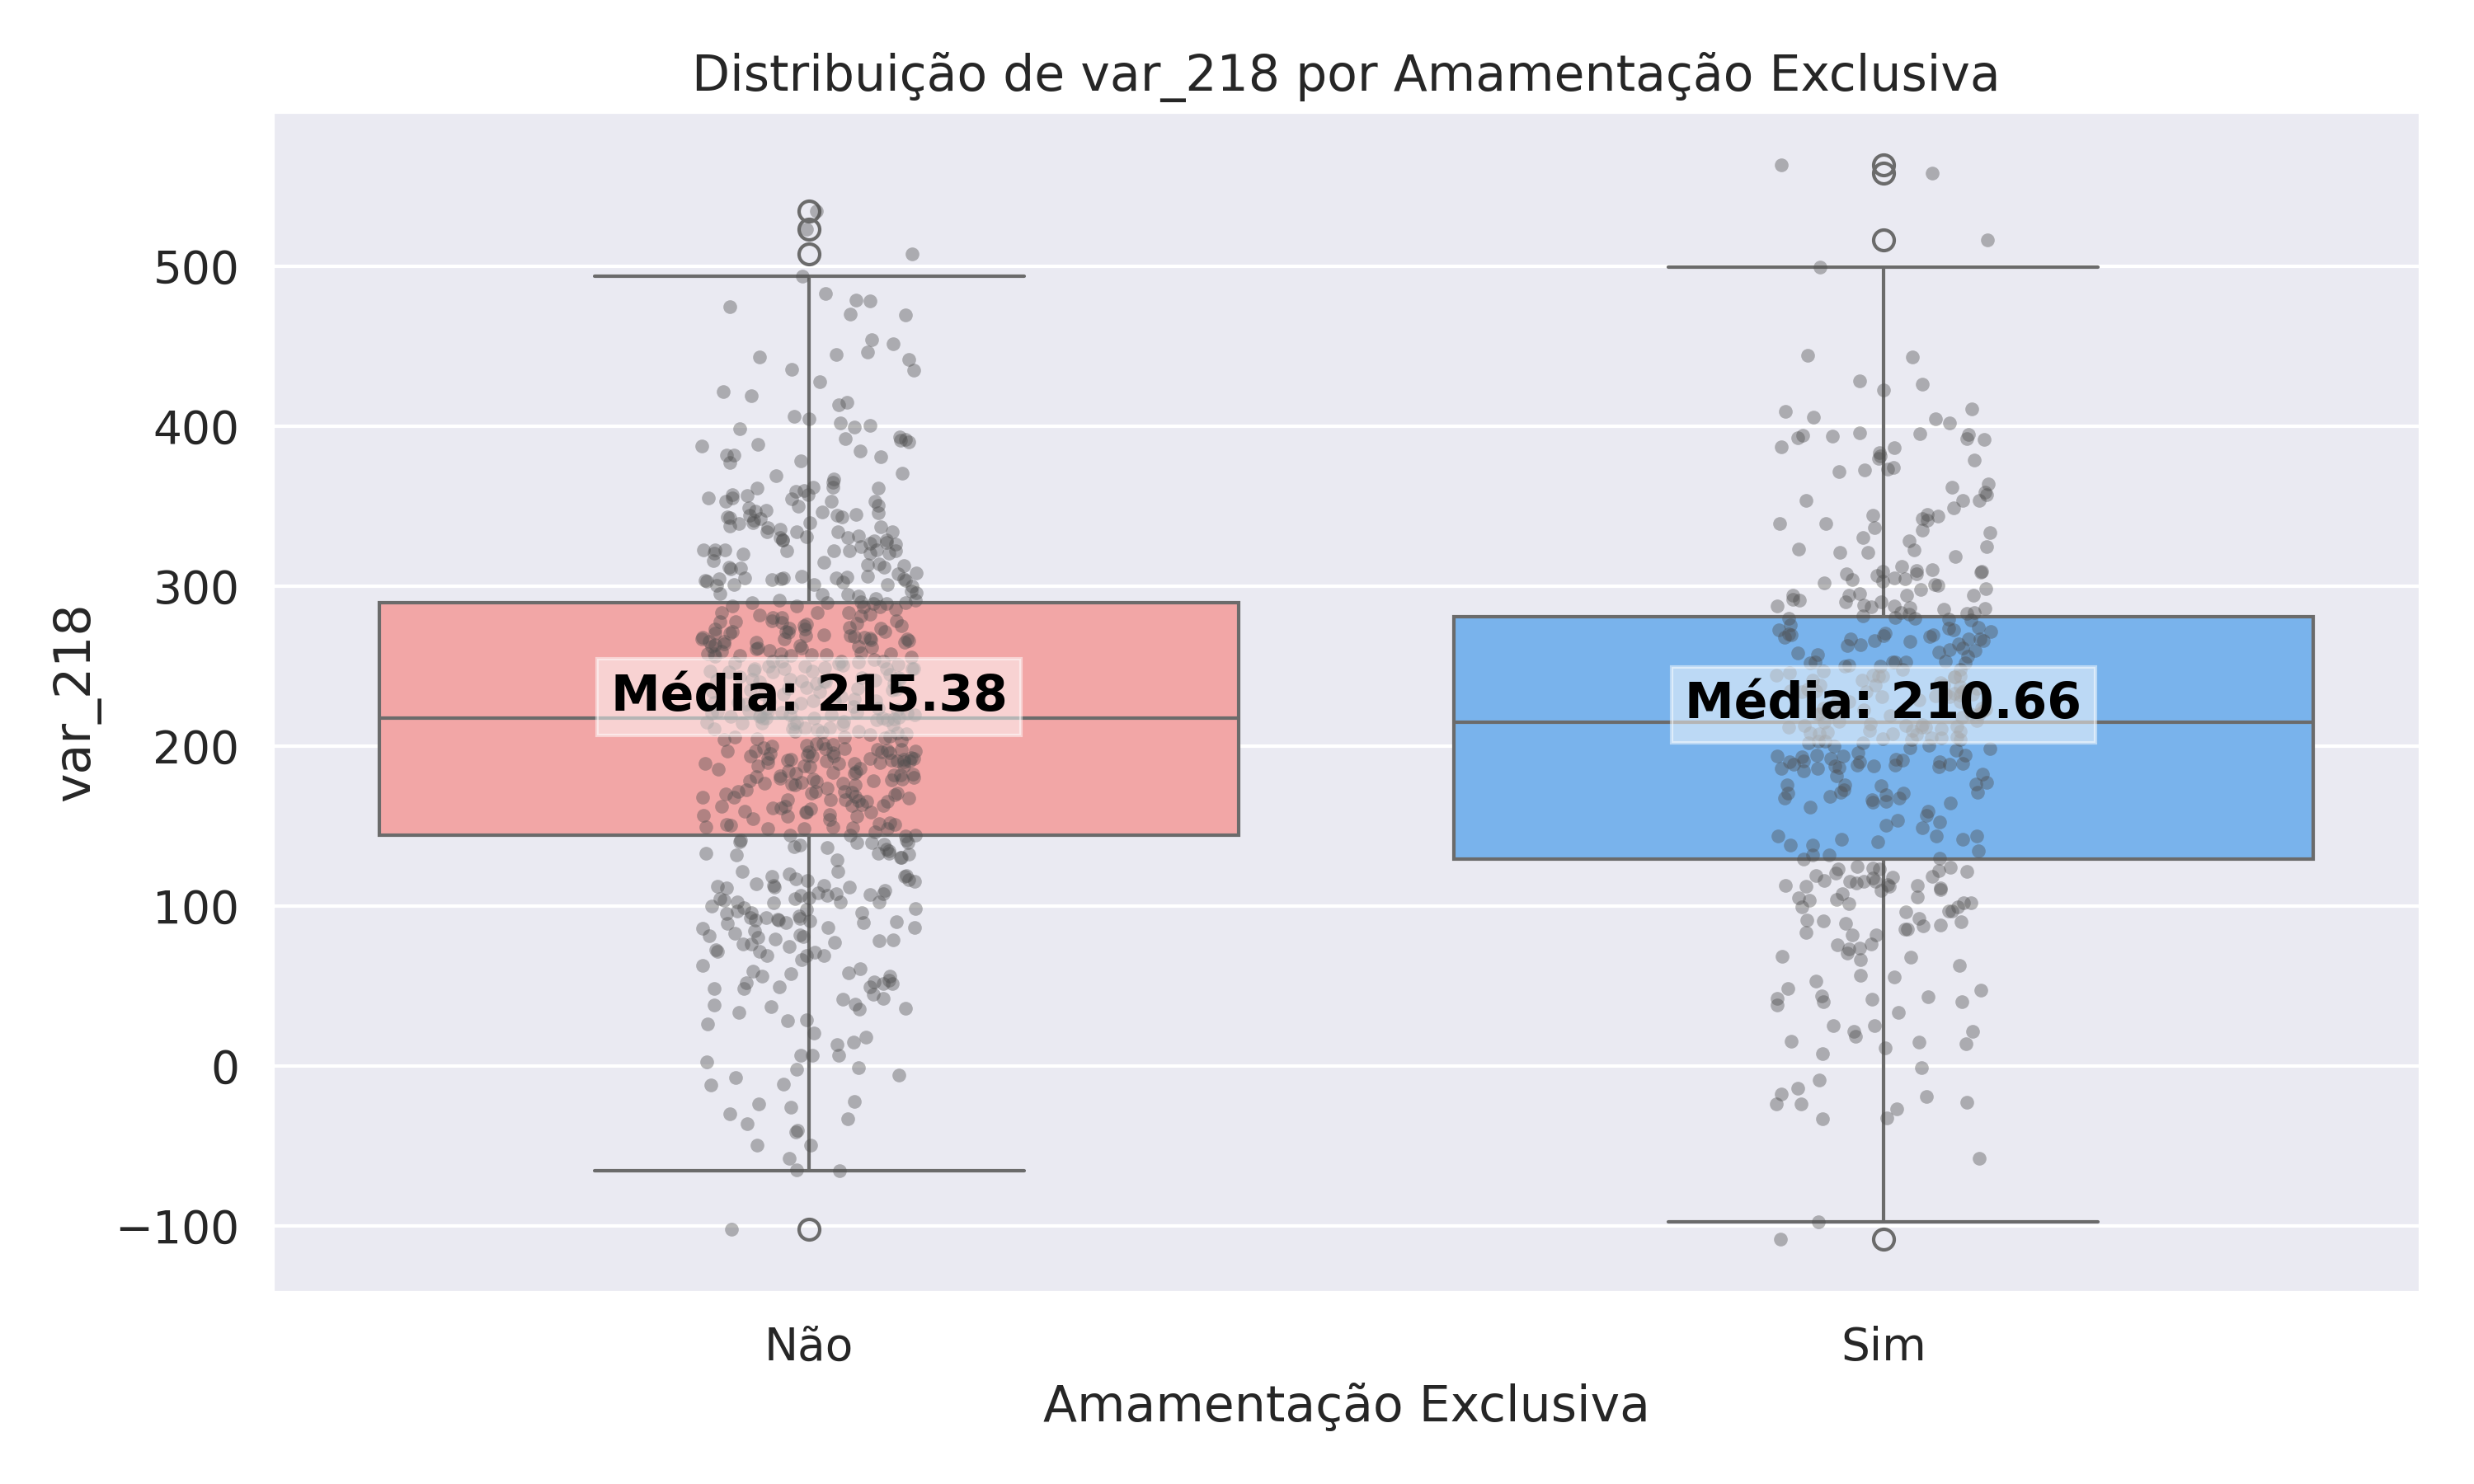 Distribuição de var_218 por Amamentação Exclusiva
var_218
500
400
300
200
100
0
−100
Média: 215.38
Média: 210.66
Não
Sim
Amamentação Exclusiva